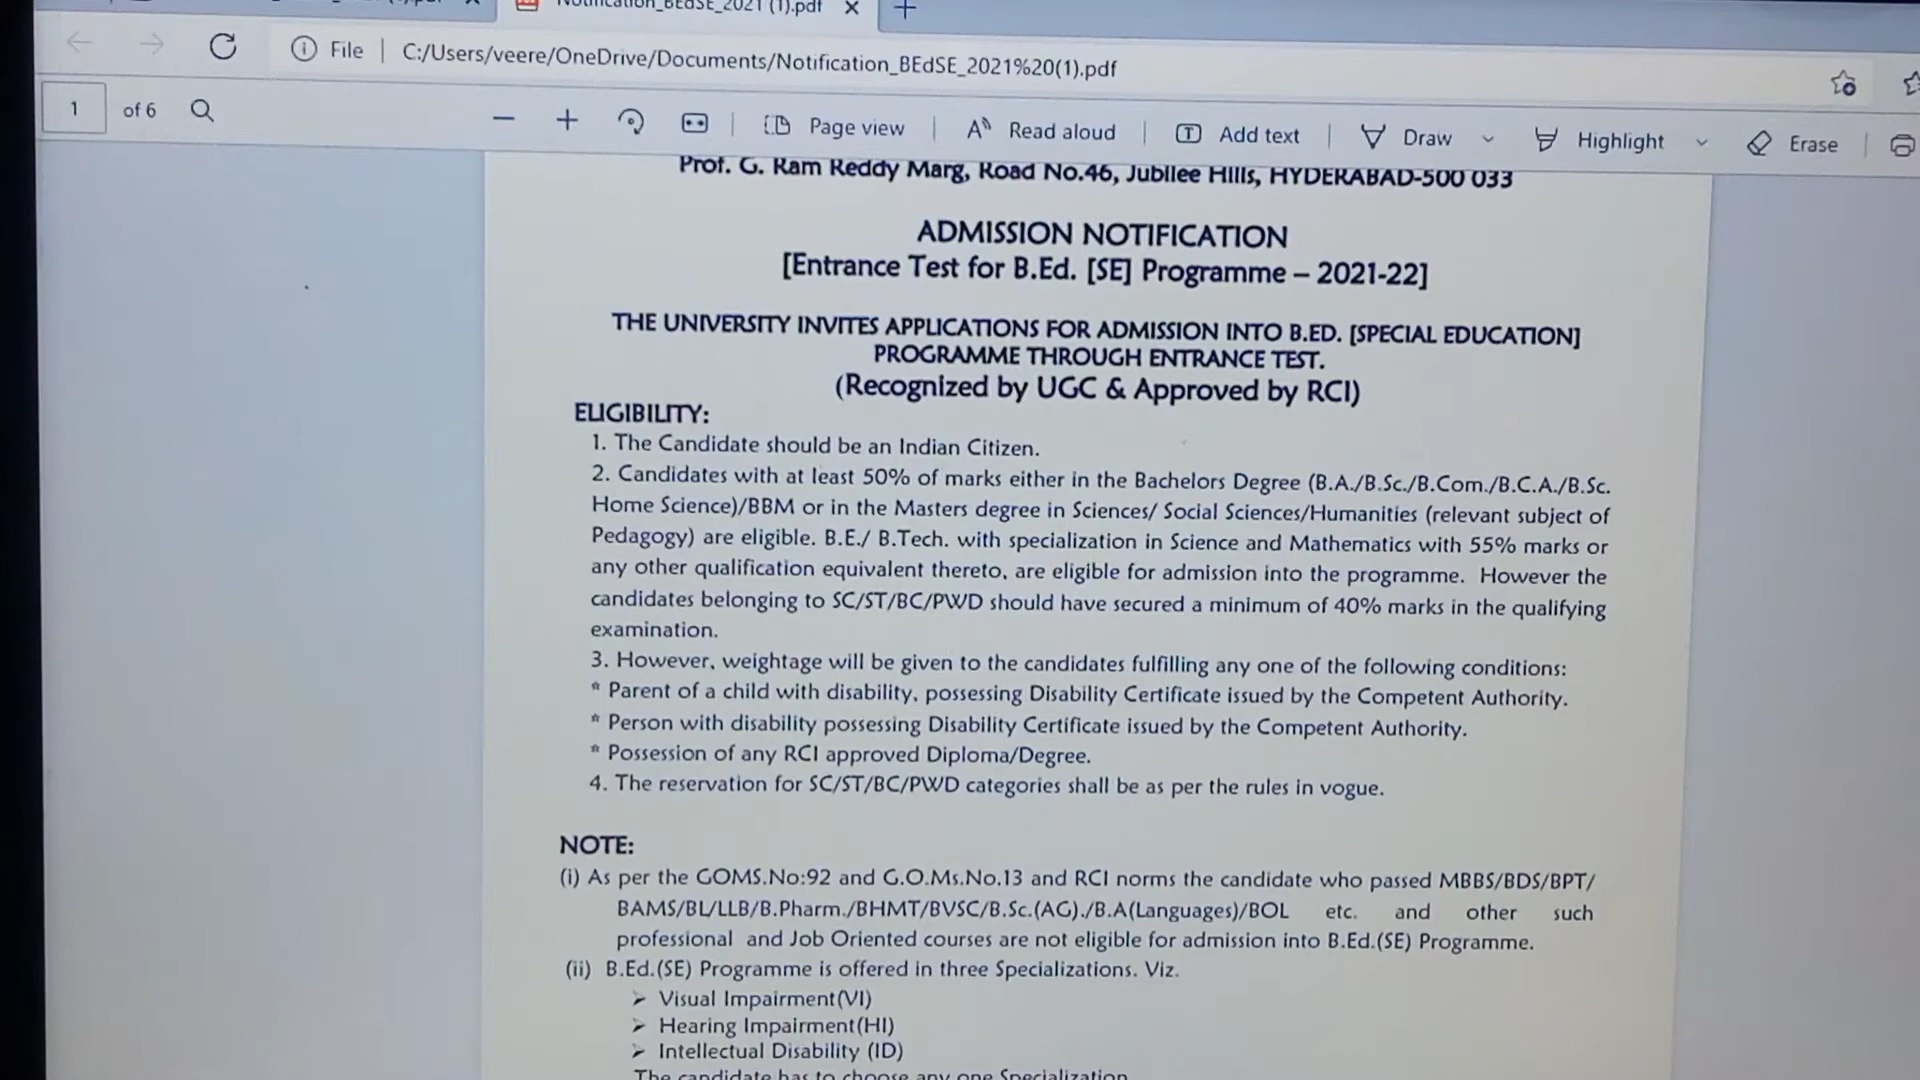 Notification_BEdSE_2021 (1).pdf
File
C:/Users/veere/OneDrive/Documents/Notification_BEdSE_2021%20(1).pdf
1 of 6
Page view
Read aloud
Add text
Draw
Highlight
Erase
Prof. G. Ram Reddy Marg, Road No.46, Jubilee Hills, HYDERABAD-500 033
ADMISSION NOTIFICATION
[Entrance Test for B.Ed. [SE] Programme – 2021-22]
THE UNIVERSITY INVITES APPLICATIONS FOR ADMISSION INTO B.ED. [SPECIAL EDUCATION]
PROGRAMME THROUGH ENTRANCE TEST.
(Recognized by UGC & Approved by RCI)
ELIGIBILITY:
1. The Candidate should be an Indian Citizen.
2. Candidates with at least 50% of marks either in the Bachelors Degree (B.A./B.Sc./B.Com./B.C.A./B.Sc.
Home Science)/BBM or in the Masters degree in Sciences/ Social Sciences/Humanities (relevant subject of
Pedagogy) are eligible. B.E./ B.Tech. with specialization in Science and Mathematics with 55% marks or
any other qualification equivalent thereto, are eligible for admission into the programme. However the
candidates belonging to SC/ST/BC/PWD should have secured a minimum of 40% marks in the qualifying
examination.
3. However, weightage will be given to the candidates fulfilling any one of the following conditions:
* Parent of a child with disability, possessing Disability Certificate issued by the Competent Authority.
* Person with disability possessing Disability Certificate issued by the Competent Authority.
* Possession of any RCI approved Diploma/Degree.
4. The reservation for SC/ST/BC/PWD categories shall be as per the rules in vogue.
NOTE:
(i) As per the GOMS.No:92 and G.O.Ms.No.13 and RCI norms the candidate who passed MBBS/BDS/BPT/
BAMS/BL/LLB/B.Pharm./BHMT/BVSC/B.Sc.(AG)./B.A(Languages)/BOL etc. and other such
professional and Job Oriented courses are not eligible for admission into B.Ed.(SE) Programme.
(ii) B.Ed.(SE) Programme is offered in three Specializations. Viz.
➢ Visual Impairment(VI)
➢ Hearing Impairment(HI)
➢ Intellectual Disability (ID)
The candidate has to choose any one Specialization